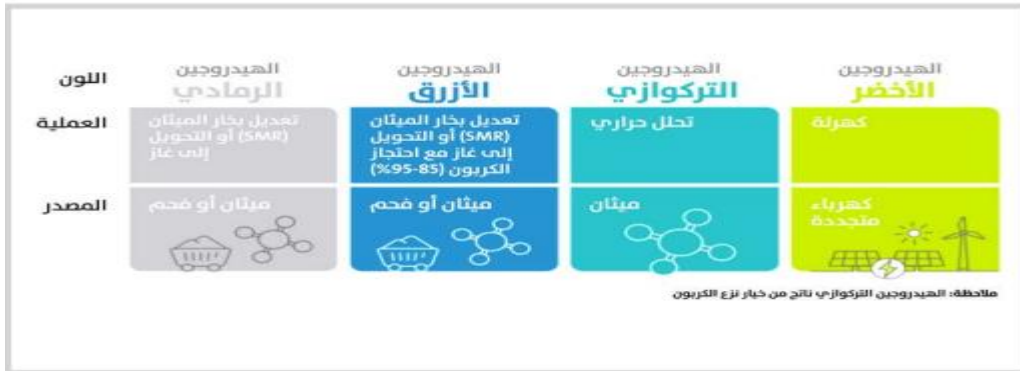 اللون
الهيدروجين
الرمادي
الهيدروجين
الأزرق
الهيدروجين
التركوازي
الهيدروجين
الأخضر
العملية
تعديل بخار الميثان
(SMR) أو التحويل
إلى غاز
تعديل بخار الميثان
(SMR) أو التحويل
إلى غاز مع احتجاز
الكربون (85-95%)
تحلل حراري
كهرلة
المصدر
ميثان أو فحم
ميثان أو فحم
ميثان
كهرباء
متجددة
ملاحظة: الهيدروجين التركوازي ناتج من خيار نزع الكربون